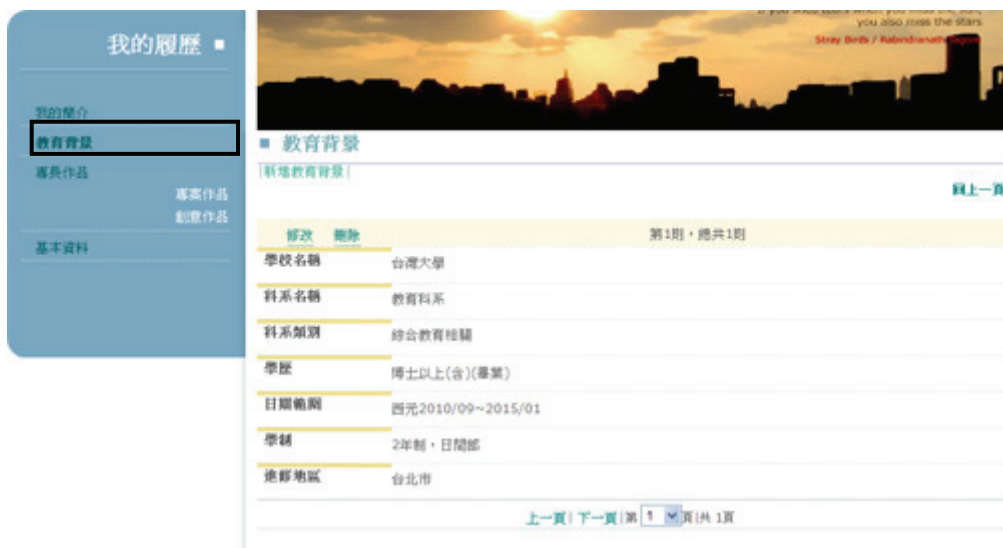 我的履歷
我的簡介
教育背景
專長作品
專案作品
創意作品
基本資料
you also miss the stars
Stray Birds / Rabindranath Tagore
教育背景
|新增教育背景|
回上一頁
修改 刪除 第1則，總共1則
學校名稱 台灣大學
科系名稱 教育科系
科系類別 綜合教育相關
學歷 博士以上(含)(畢業)
日期範圍 西元2010/09~2015/01
學制 2年制，日間部
進修地區 台北市
上一頁| 下一頁|第 1 頁|共 1頁